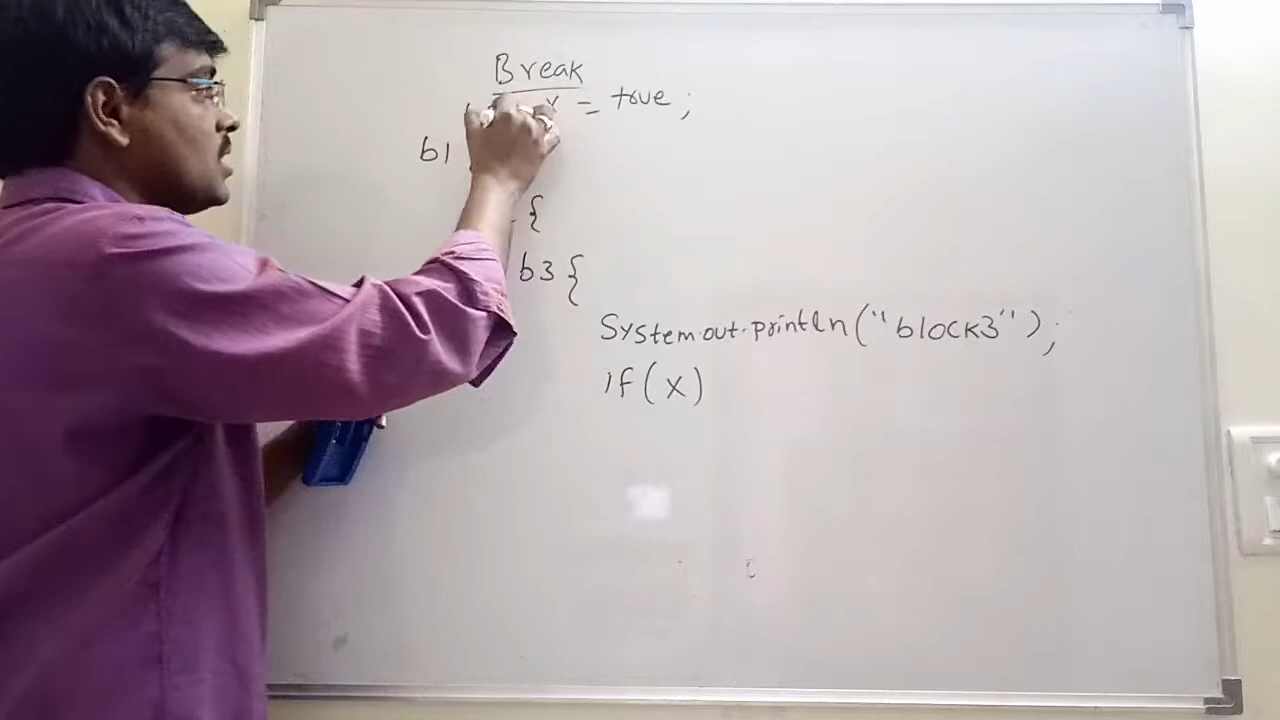 Break
x = true;
b1
{
b3 {
System.out.println("block3");
if(x)